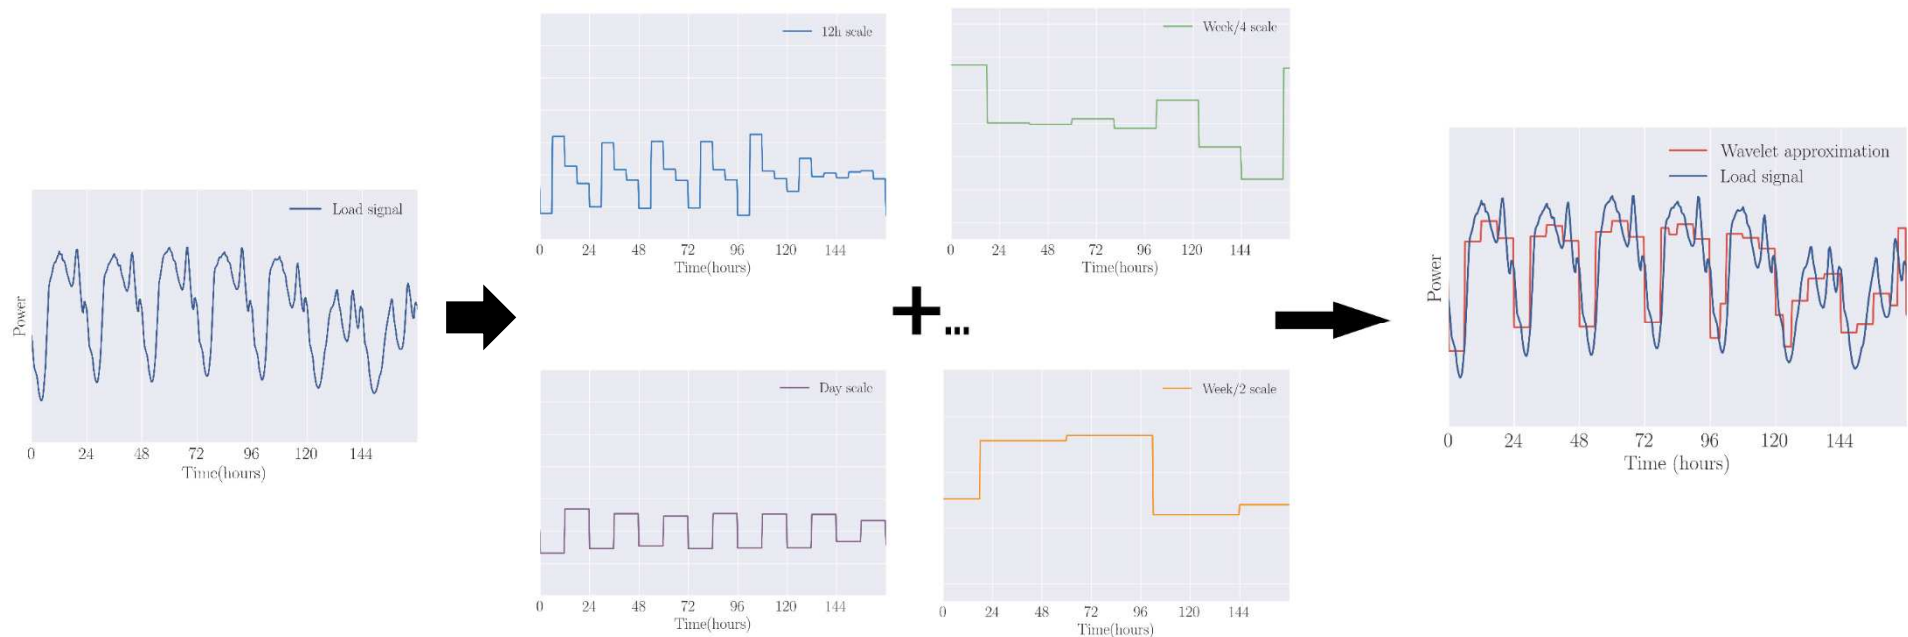 Load signal
Power
0 24 48 72 96 120 144
Time(hours)
12h scale
0 24 48 72 96 120 144
Time(hours)
Day scale
0 24 48 72 96 120 144
Time(hours)
+...
Week/4 scale
0 24 48 72 96 120 144
Time(hours)
Week/2 scale
0 24 48 72 96 120 144
Time(hours)
Wavelet approximation
Load signal
Power
0 24 48 72 96 120 144
Time (hours)